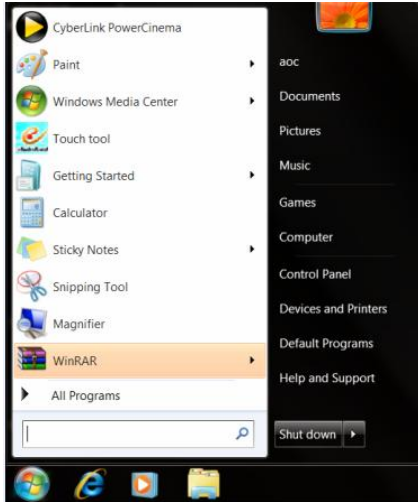 CyberLink PowerCinema
Paint
Windows Media Center
Touch tool
Getting Started
Calculator
Sticky Notes
Snipping Tool
Magnifier
WinRAR
All Programs
aoc
Documents
Pictures
Music
Games
Computer
Control Panel
Devices and Printers
Default Programs
Help and Support
Shut down